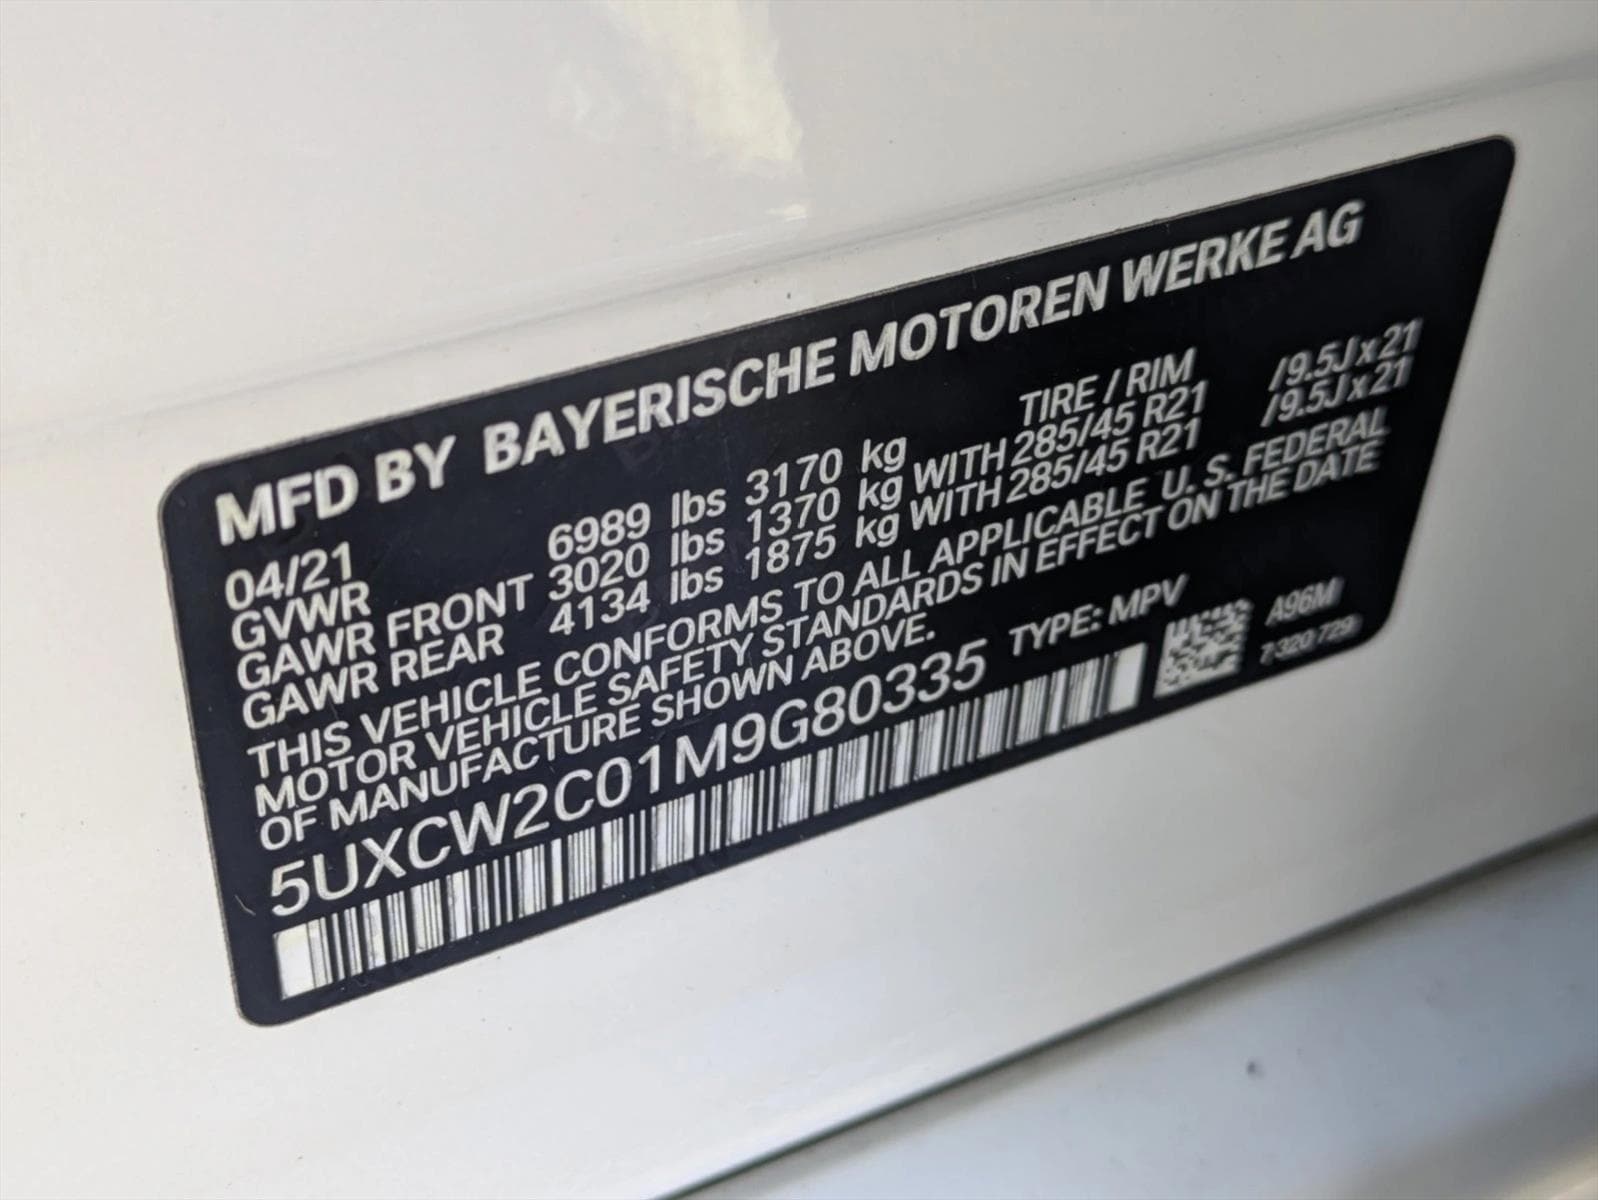 MFD BY BAYERISCHE MOTOREN WERKE AG
04/21 TIRE / RIM
GVWR 6989 lbs 3170 kg
GAWR FRONT 3020 lbs 1370 kg WITH 285/45 R21 /9.5J x 21
GAWR REAR 4134 lbs 1875 kg WITH 285/45 R21 /9.5J x 21
THIS VEHICLE CONFORMS TO ALL APPLICABLE U. S. FEDERAL
MOTOR VEHICLE SAFETY STANDARDS IN EFFECT ON THE DATE
OF MANUFACTURE SHOWN ABOVE.
5UXCW2C01M9G80335 TYPE: MPV
A96M
7 320 729